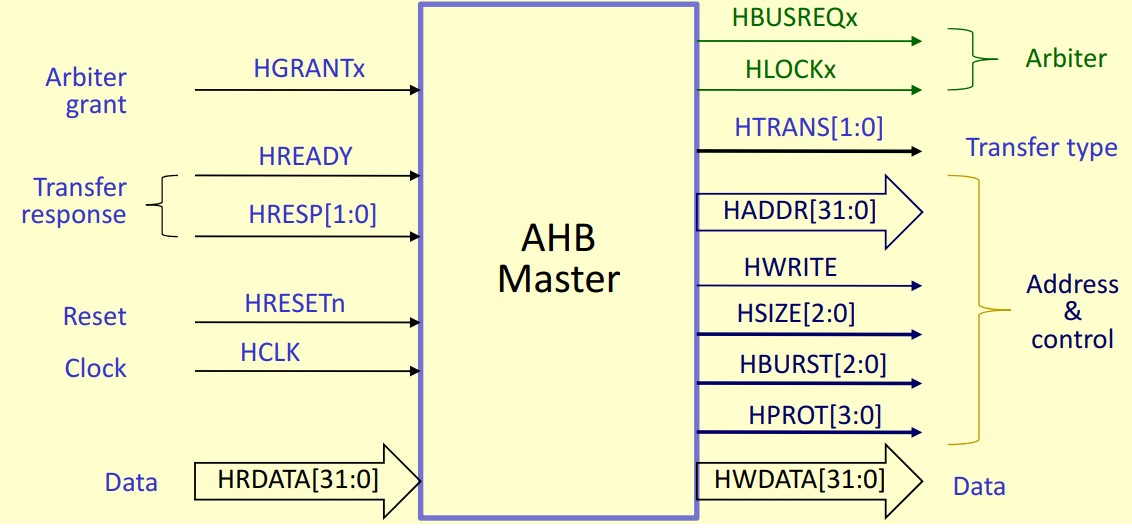 Arbiter
grant
HGRANTx
HREADY
Transfer
response
HRESP[1:0]
Reset
HRESETn
Clock
HCLK
Data
HRDATA[31:0]
AHB
Master
HBUSREQx
HLOCKx
Arbiter
HTRANS[1:0]
Transfer type
HADDR[31:0]
HWRITE
HSIZE[2:0]
HBURST[2:0]
HPROT[3:0]
Address
&
control
HWDATA[31:0]
Data